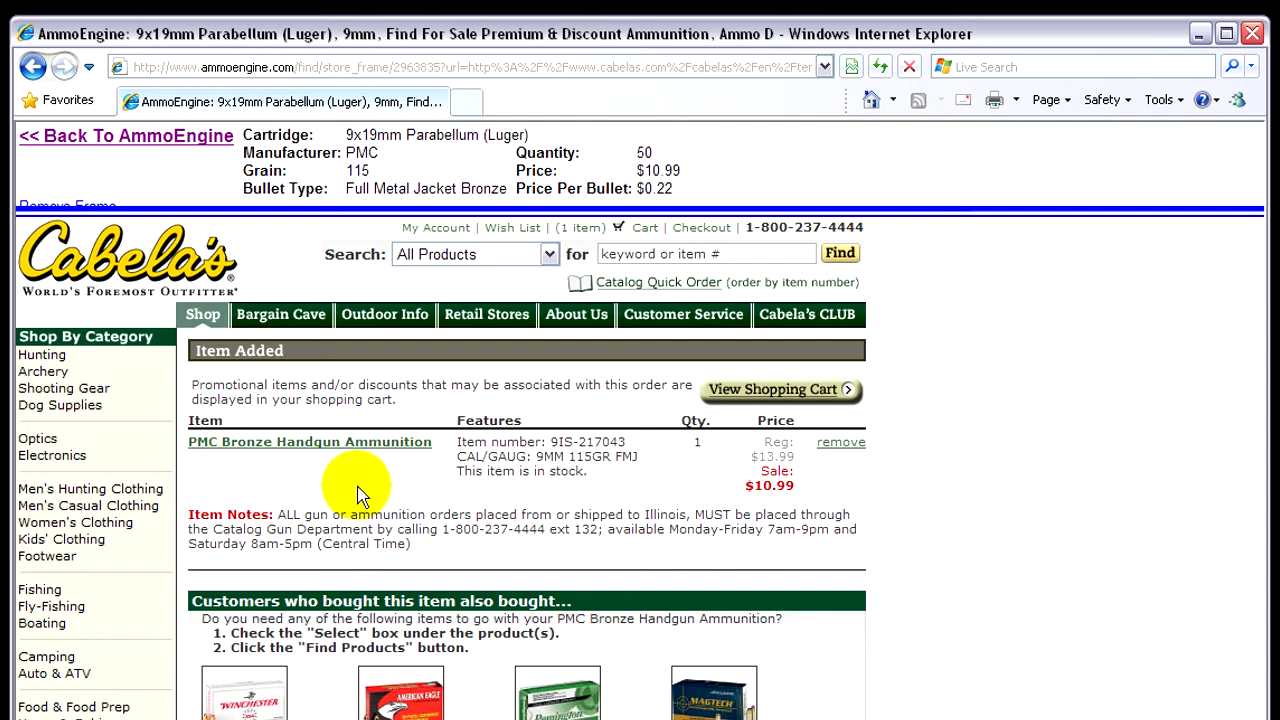 AmmoEngine: 9x19mm Parabellum (Luger), 9mm, Find For Sale Premium & Discount Ammunition, Ammo D - Windows Internet Explorer
http://www.ammoengine.com/find/store_frame/2963835?url=http%3A%2F%2Fwww.cabelas.com%2Fcabelas%2Fen%2Fter
Live Search
Favorites
AmmoEngine: 9x19mm Parabellum (Luger), 9mm, Find...
Page
Safety
Tools
<< Back To AmmoEngine
Cartridge: 9x19mm Parabellum (Luger)
Manufacturer: PMC Quantity: 50
Grain: 115 Price: $10.99
Bullet Type: Full Metal Jacket Bronze Price Per Bullet: $0.22
Remove Frame
Cabela's®
WORLD'S FOREMOST OUTFITTER®
My Account | Wish List | (1 item) Cart | Checkout | 1-800-237-4444
Search: All Products for keyword or item # Find
Catalog Quick Order (order by item number)
Shop Bargain Cave Outdoor Info Retail Stores About Us Customer Service Cabela's CLUB
Shop By Category
Hunting
Archery
Shooting Gear
Dog Supplies
Optics
Electronics
Men's Hunting Clothing
Men's Casual Clothing
Women's Clothing
Kids' Clothing
Footwear
Fishing
Fly-Fishing
Boating
Camping
Auto & ATV
Food & Food Prep
Item Added
Promotional items and/or discounts that may be associated with this order are
displayed in your shopping cart.
View Shopping Cart
Item Features Qty. Price
PMC Bronze Handgun Ammunition Item number: 9IS-217043 1 Reg: remove
CAL/GAUG: 9MM 115GR FMJ $13.99
This item is in stock. Sale:
$10.99
Item Notes: ALL gun or ammunition orders placed from or shipped to Illinois, MUST be placed through
the Catalog Gun Department by calling 1-800-237-4444 ext 132; available Monday-Friday 7am-9pm and
Saturday 8am-5pm (Central Time)
Customers who bought this item also bought...
Do you need any of the following items to go with your PMC Bronze Handgun Ammunition?
1. Check the "Select" box under the product(s).
2. Click the "Find Products" button.
WINCHESTER
AMERICAN EAGLE
Remington
MAGTECH